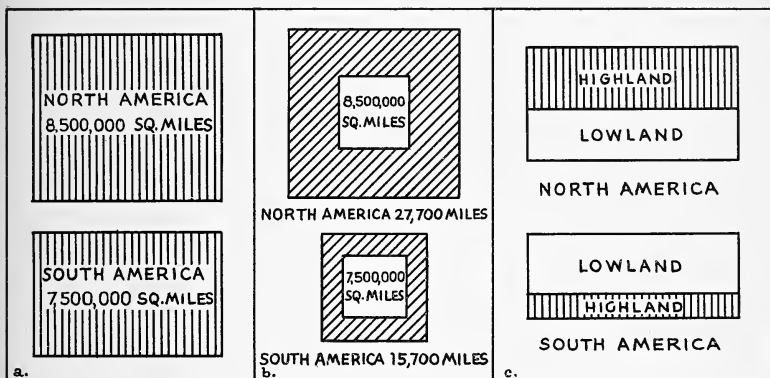 NORTH AMERICA
8,500,000 SQ. MILES
SOUTH AMERICA
7,500,000 SQ. MILES
a.
8,500,000
SQ. MILES
NORTH AMERICA 27,700 MILES
7,500,000
SQ. MILES
SOUTH AMERICA 15,700 MILES
b.
HIGHLAND
LOWLAND
NORTH AMERICA
LOWLAND
HIGHLAND
SOUTH AMERICA
c.